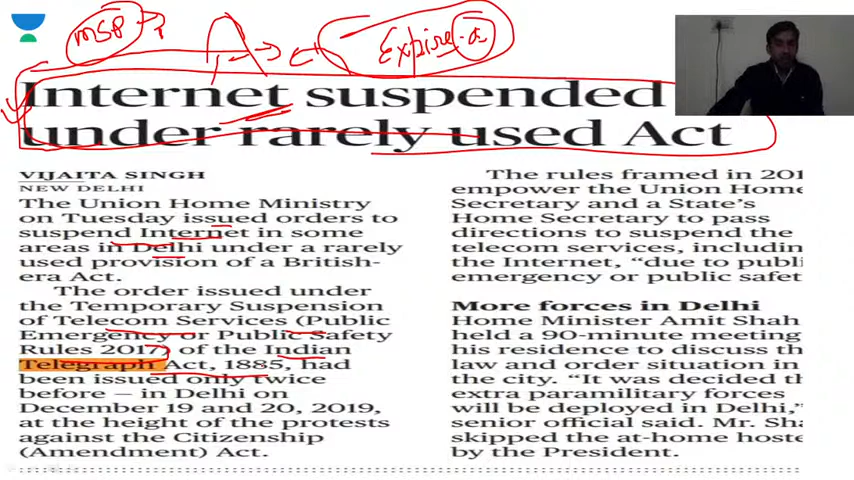 MSP ?
Expire
Internet suspended
under rarely used Act
VIJAITA SINGH
NEW DELHI
The Union Home Ministry
on Tuesday issued orders to
suspend Internet in some
areas in Delhi under a rarely
used provision of a British-
era Act.
The order issued under
the Temporary Suspension
of Telecom Services (Public
Emergency or Public Safety
Rules 2017) of the Indian
Telegraph Act, 1885, had
been issued only twice
before — in Delhi on
December 19 and 20, 2019,
at the height of the protests
against the Citizenship
(Amendment) Act.
The rules framed in 201
empower the Union Home
Secretary and a State's
Home Secretary to pass
directions to suspend the
telecom services, including
the Internet, "due to publi
emergency or public safet
More forces in Delhi
Home Minister Amit Shah
held a 90-minute meeting
his residence to discuss th
law and order situation in
the city. "It was decided th
extra paramilitary forces
will be deployed in Delhi,"
senior official said. Mr. Sha
skipped the at-home hoste
by the President.